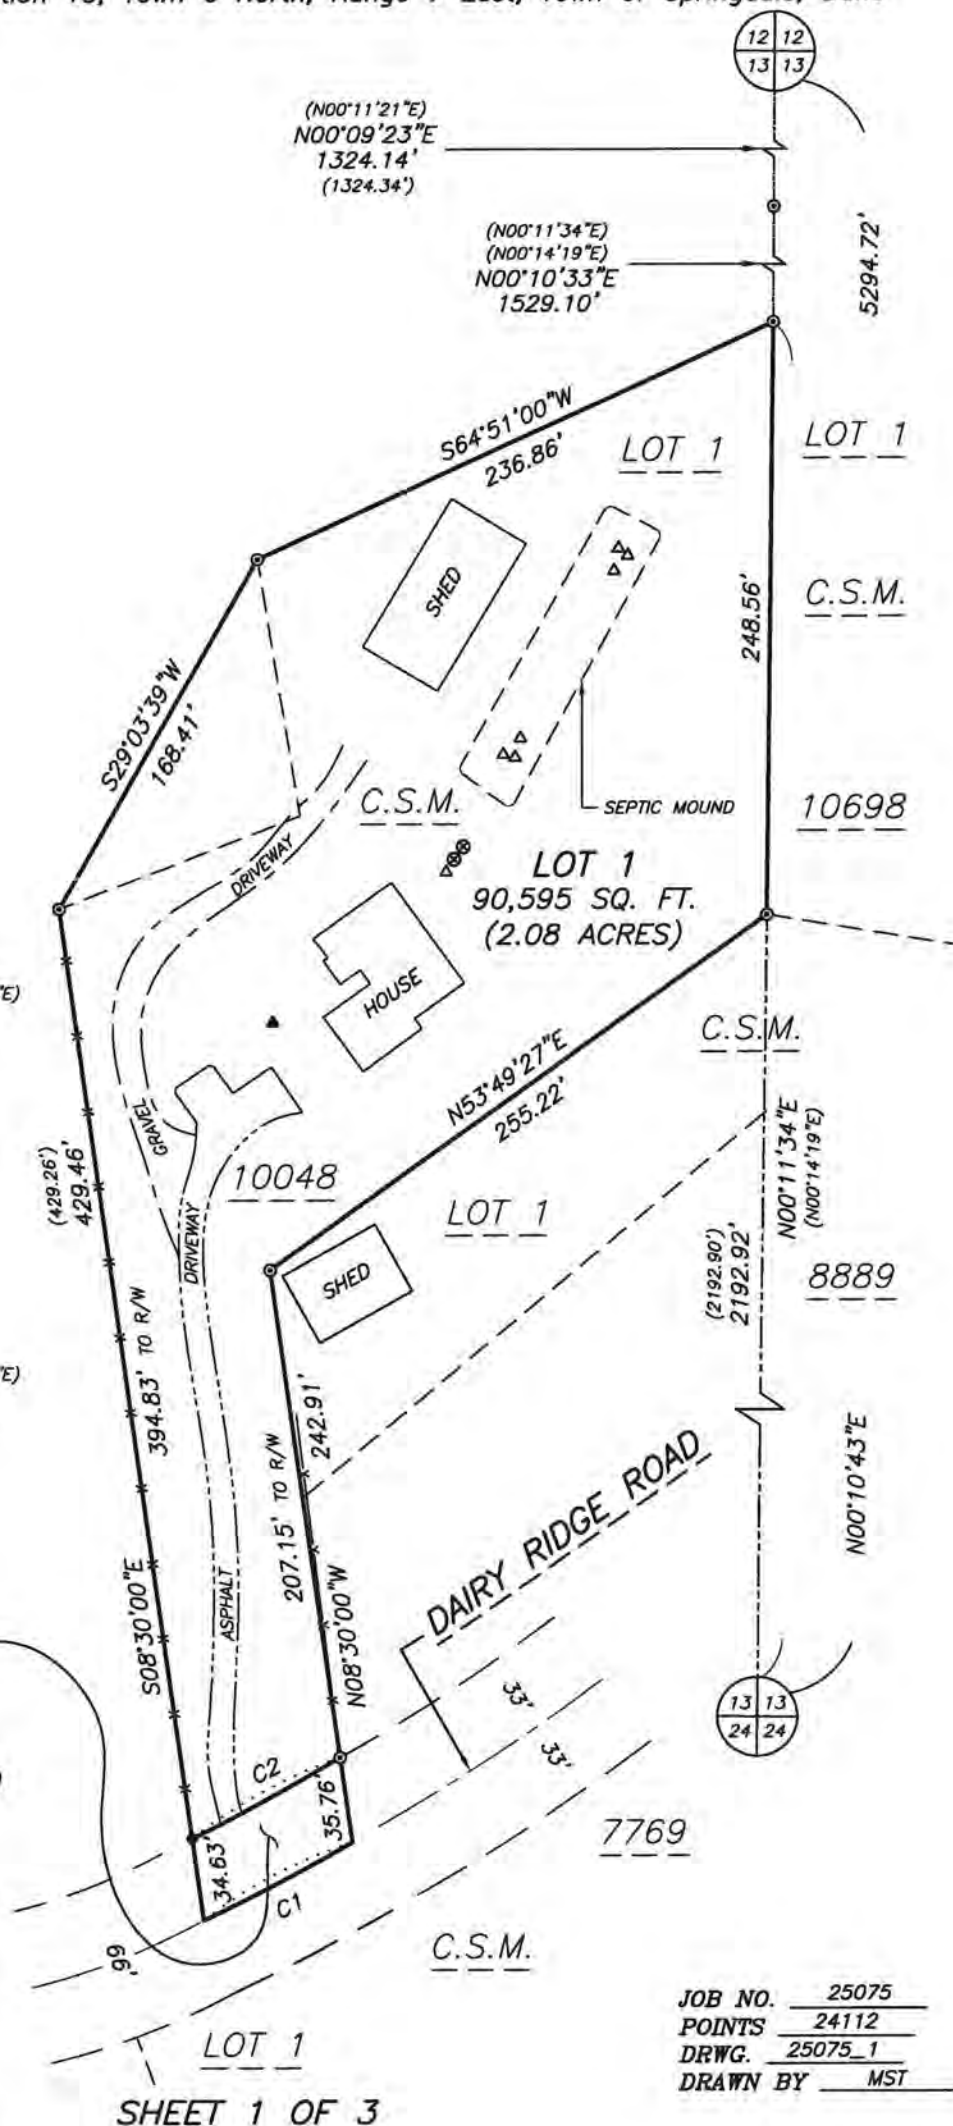 12 12
13 13
(N00°11'21"E)
N00°09'23"E
1324.14'
(1324.34')
(N00°11'34"E)
(N00°14'19"E)
N00°10'33"E
1529.10'
5294.72'
S64°51'00"W
236.86'
LOT 1
LOT 1
SHED
248.56'
C.S.M.
S29°03'39"W
168.41'
C.S.M.
SEPTIC MOUND
10698
DRIVEWAY
LOT 1
90,595 SQ. FT.
(2.08 ACRES)
HOUSE
"E)
C.S.M.
N53°49'27"E
255.22'
GRAVEL
(429.26')
429.46'
10048
LOT 1
N00°11'34"E
(N00°14'19"E)
DRIVEWAY
SHED
(2192.90')
2192.92'
8889
"E)
394.83' TO R/W
242.91'
207.15' TO R/W
DAIRY RIDGE ROAD
N00°10'43"E
S08°30'00"E
ASPHALT
N08°30'00"W
33'
33'
13 13
24 24
C2
35.76'
34.63'
C1
7769
66'
C.S.M.
LOT 1
JOB NO. 25075
POINTS 24112
DRWG. 25075_1
DRAWN BY MST
SHEET 1 OF 3